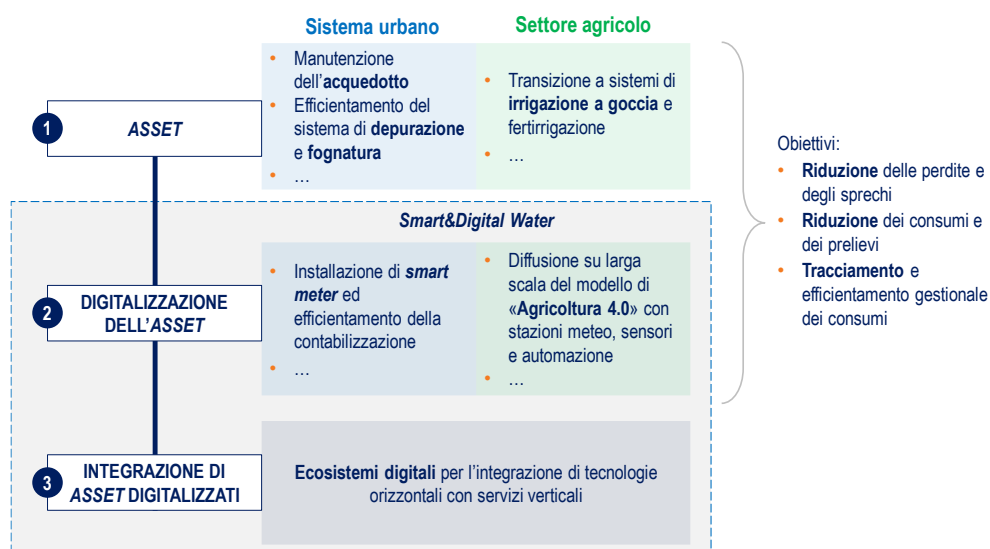 Sistema urbano
Settore agricolo
1
ASSET
• Manutenzione
dell'acquedotto
• Efficientamento del
sistema di depurazione
e fognatura
• …
• Transizione a sistemi di
irrigazione a goccia e
fertirrigazione
• …
Smart&Digital Water
2
DIGITALIZZAZIONE
DELL'ASSET
• Installazione di smart
meter ed
efficientamento della
contabilizzazione
• …
• Diffusione su larga
scala del modello di
«Agricoltura 4.0» con
stazioni meteo, sensori
e automazione
• …
3
INTEGRAZIONE DI
ASSET DIGITALIZZATI
Ecosistemi digitali per l'integrazione di tecnologie
orizzontali con servizi verticali
Obiettivi:
• Riduzione delle perdite e
degli sprechi
• Riduzione dei consumi e
dei prelievi
• Tracciamento e
efficientamento gestionale
dei consumi